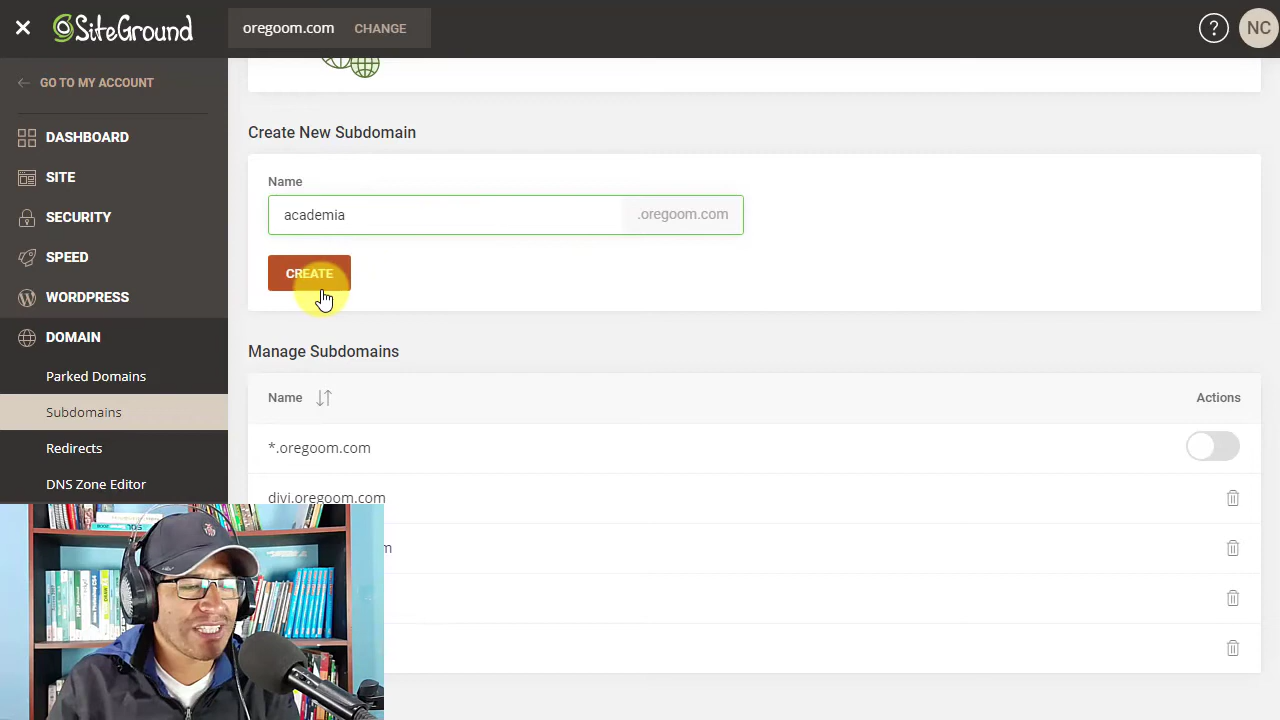 SiteGround
oregoom.com CHANGE
?
NC
GO TO MY ACCOUNT
DASHBOARD
SITE
SECURITY
SPEED
WORDPRESS
DOMAIN
Parked Domains
Subdomains
Redirects
DNS Zone Editor
Create New Subdomain
Name
academia .oregoom.com
CREATE
Manage Subdomains
Name Actions
*.oregoom.com
divi.oregoom.com
m